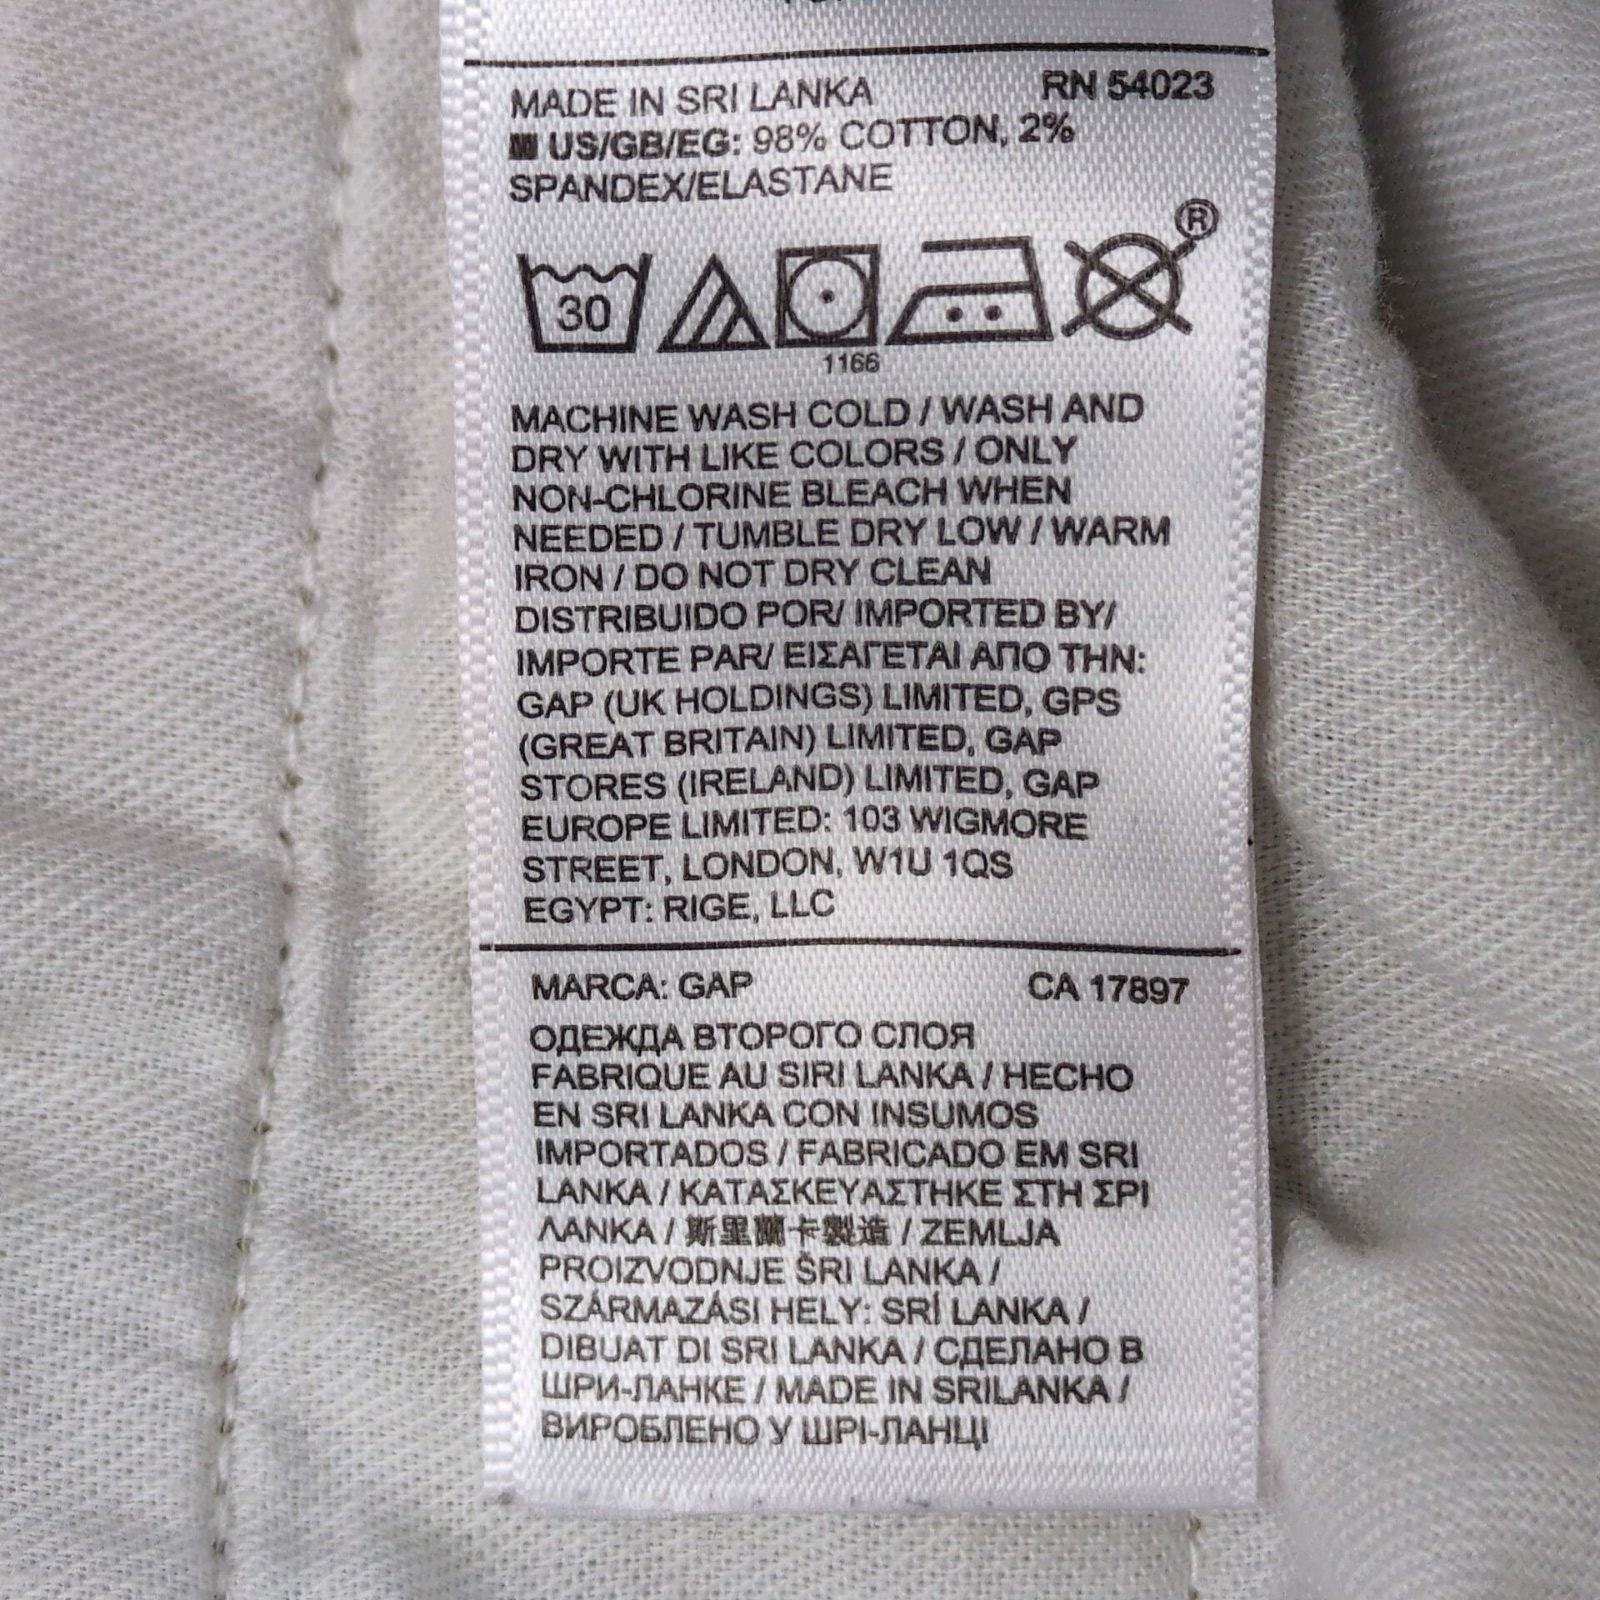 MADE IN SRI LANKA RN 54023
US/GB/EG: 98% COTTON, 2%
SPANDEX/ELASTANE
®
30
1166
MACHINE WASH COLD / WASH AND
DRY WITH LIKE COLORS / ONLY
NON-CHLORINE BLEACH WHEN
NEEDED / TUMBLE DRY LOW / WARM
IRON / DO NOT DRY CLEAN
DISTRIBUIDO POR/ IMPORTED BY/
IMPORTE PAR/ ΕΙΣΑΓΕΤΑΙ ΑΠΟ ΤΗΝ:
GAP (UK HOLDINGS) LIMITED, GPS
(GREAT BRITAIN) LIMITED, GAP
STORES (IRELAND) LIMITED, GAP
EUROPE LIMITED: 103 WIGMORE
STREET, LONDON, W1U 1QS
EGYPT: RIGE, LLC
MARCA: GAP CA 17897
ОДЕЖДА ВТОРОГО СЛОЯ
FABRIQUE AU SIRI LANKA / HECHO
EN SRI LANKA CON INSUMOS
IMPORTADOS / FABRICADO EM SRI
LANKA / ΚΑΤΑΣΚΕΥΑΣΤΗΚΕ ΣΤΗ ΣΡΙ
ΛΑΝΚΑ / 斯里蘭卡製造 / ZEMLJA
PROIZVODNJE ŠRI LANKA /
SZÁRMAZÁSI HELY: SRÍ LANKA /
DIBUAT DI SRI LANKA / СДЕЛАНО В
ШРИ-ЛАНКЕ / MADE IN SRILANKA /
ВИРОБЛЕНО У ШРІ-ЛАНЦІ